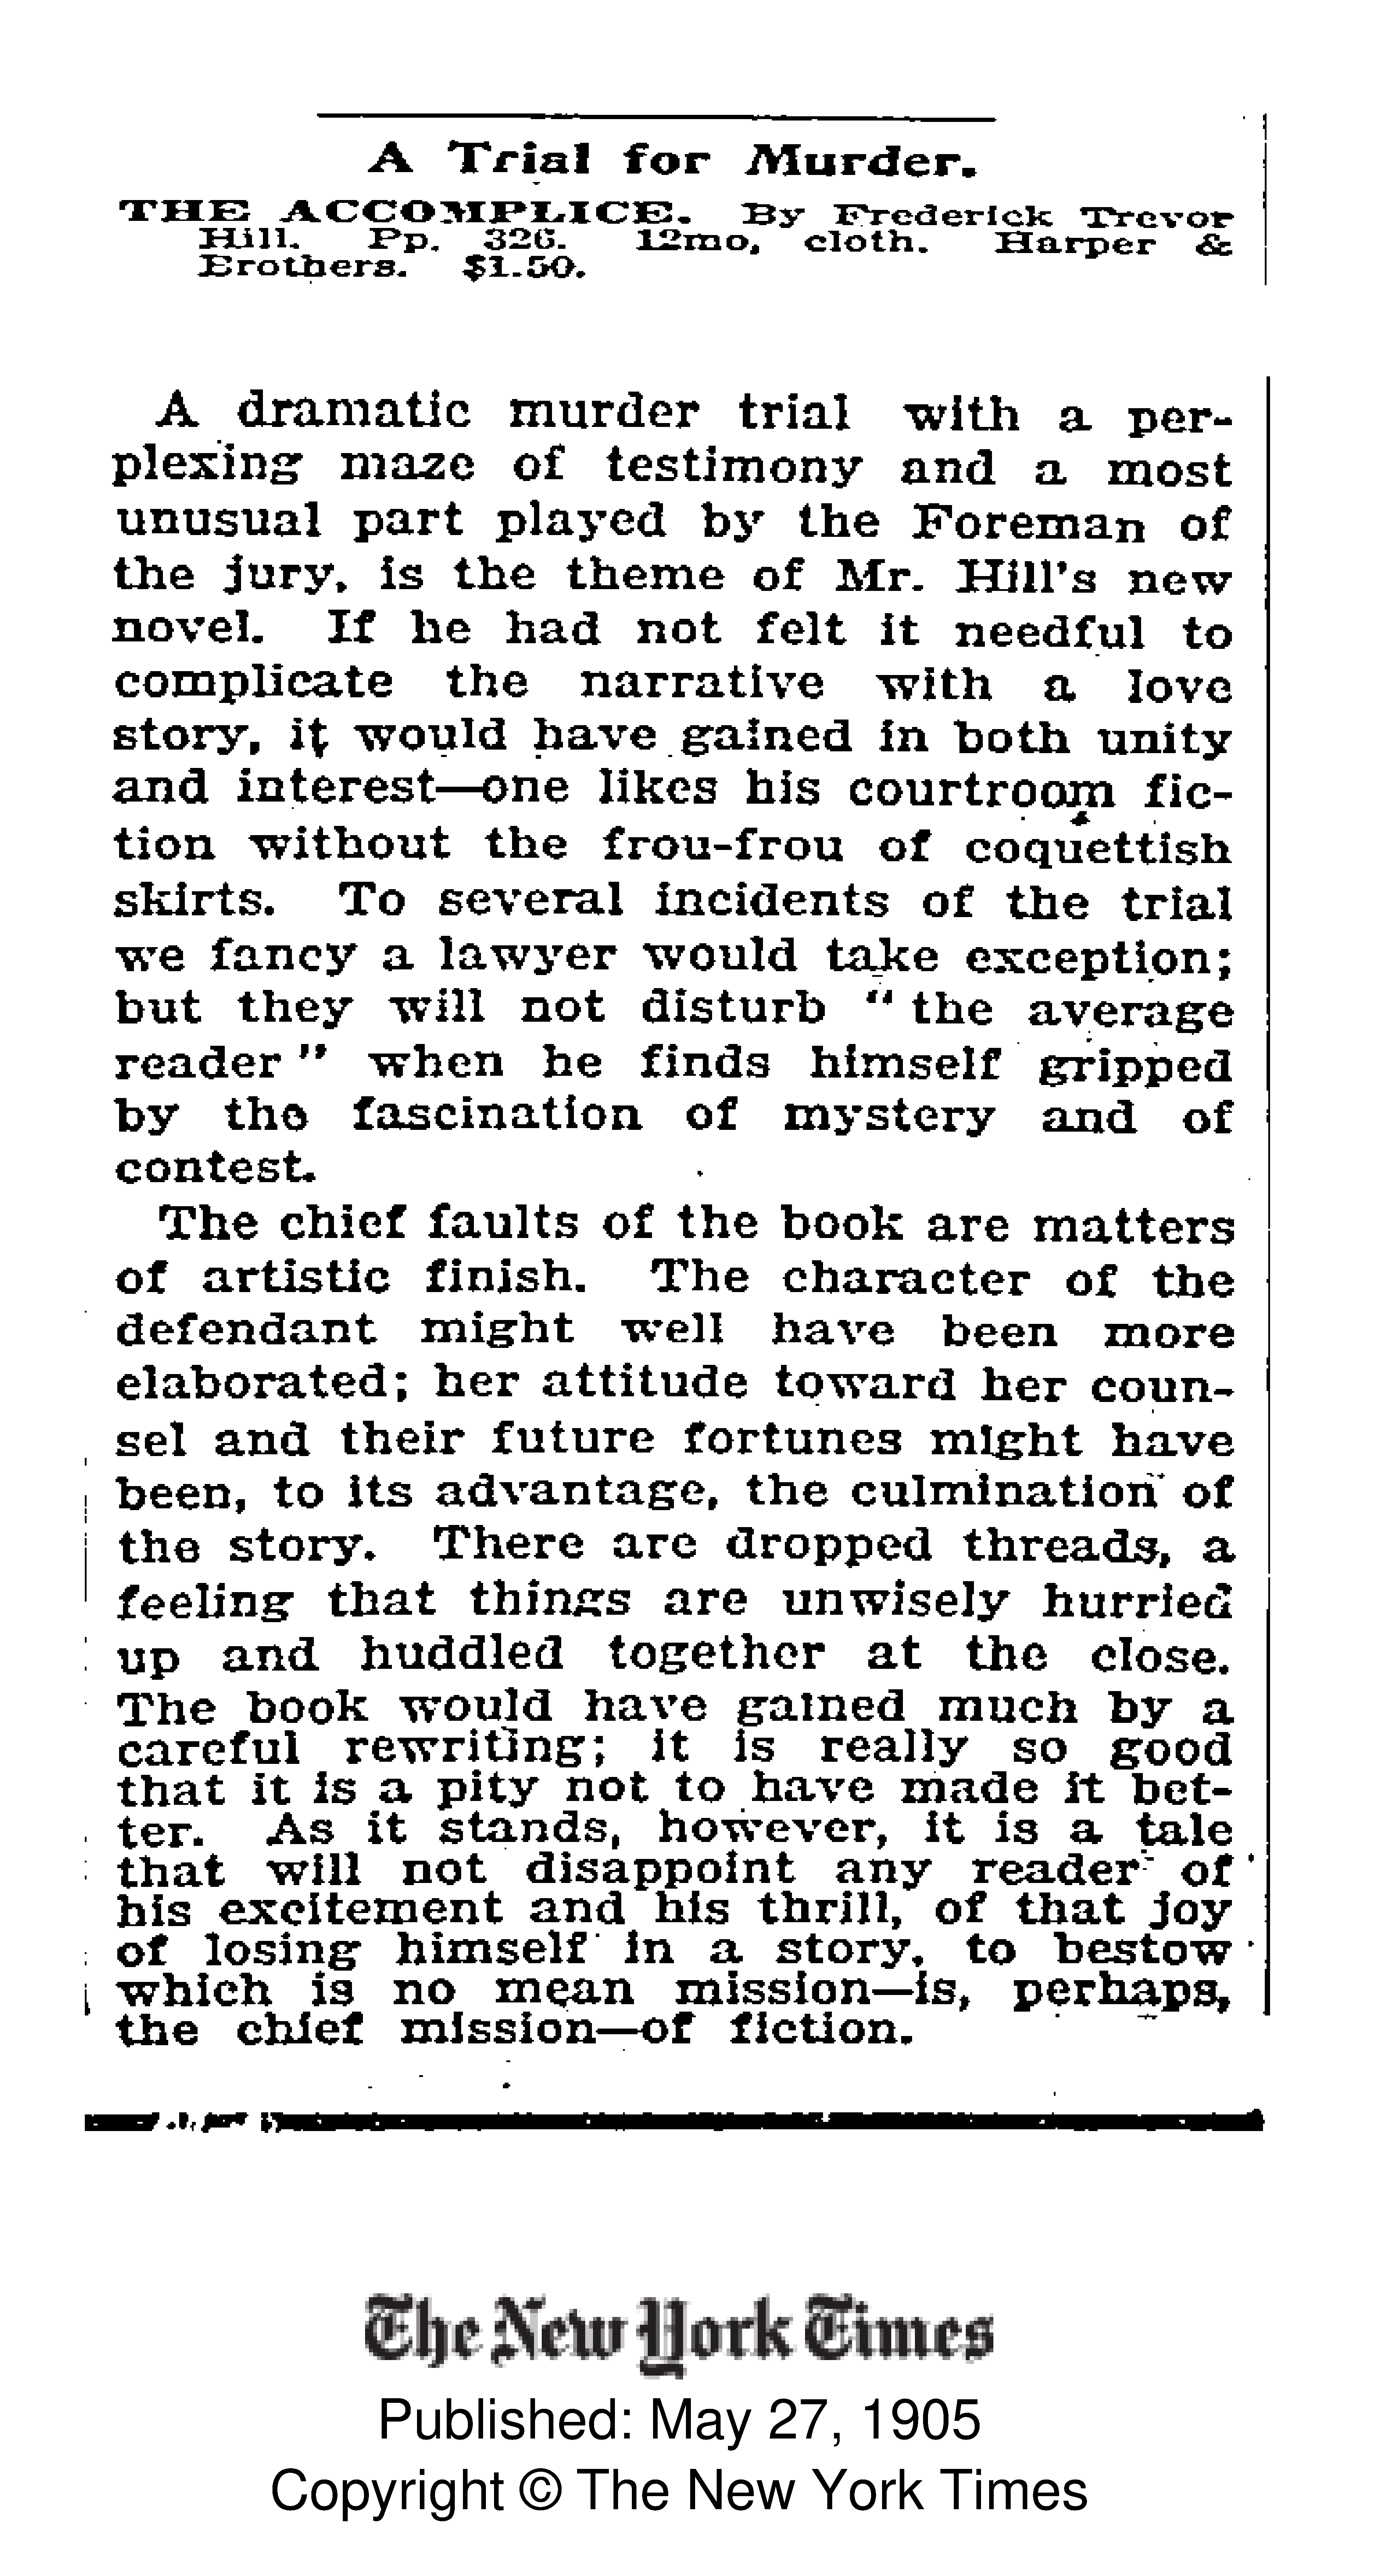 A Trial for Murder.
THE ACCOMPLICE. By Frederick Trevor
Hill. Pp. 326. 12mo, cloth. Harper &
Brothers. $1.50.
A dramatic murder trial with a per-
plexing maze of testimony and a most
unusual part played by the Foreman of
the jury, is the theme of Mr. Hill's new
novel. If he had not felt it needful to
complicate the narrative with a love
story, it would have gained in both unity
and interest—one likes his courtroom fic-
tion without the frou-frou of coquettish
skirts. To several incidents of the trial
we fancy a lawyer would take exception;
but they will not disturb "the average
reader" when he finds himself gripped
by the fascination of mystery and of
contest.
The chief faults of the book are matters
of artistic finish. The character of the
defendant might well have been more
elaborated; her attitude toward her coun-
sel and their future fortunes might have
been, to its advantage, the culmination of
the story. There are dropped threads, a
feeling that things are unwisely hurried
up and huddled together at the close.
The book would have gained much by a
careful rewriting; it is really so good
that it is a pity not to have made it bet-
ter. As it stands, however, it is a tale
that will not disappoint any reader of
his excitement and his thrill, of that joy
of losing himself in a story, to bestow
which is no mean mission—is, perhaps,
the chief mission—of fiction.
The New York Times
Published: May 27, 1905
Copyright © The New York Times